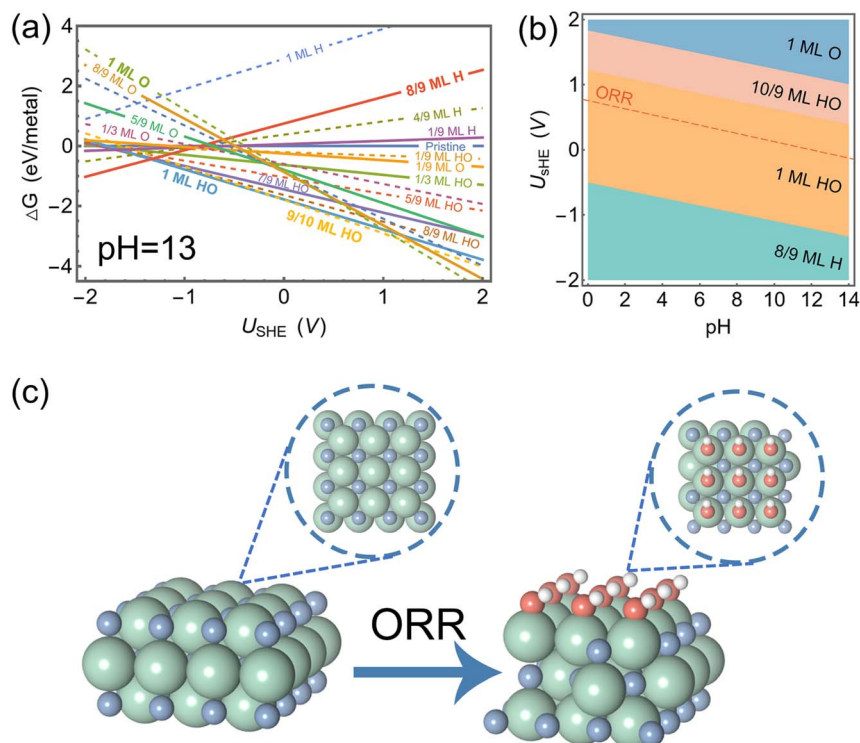 (a)
4
2
0
−2
−4
ΔG (eV/metal)
1 ML O
8/9 ML O
5/9 ML O
1/3 ML O
1 ML H
8/9 ML H
4/9 ML H
1/9 ML H
Pristine
1/9 ML HO
1/9 ML O
1/3 ML HO
7/9 ML HO
5/9 ML HO
1 ML HO
8/9 ML HO
9/10 ML HO
pH=13
−2 −1 0 1 2
USHE (V)
(b)
2
1
0
−1
−2
UsHE (V)
1 ML O
10/9 ML HO
ORR
1 ML HO
8/9 ML H
0 2 4 6 8 10 12 14
pH
(c)
ORR